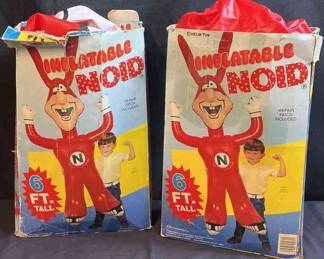 INFLATABLE
NOID®
REPAIR
PATCH
INCLUDED
N
6
FT.
TALL
INFLATABLE
NOID®
REPAIR
PATCH
INCLUDED
N
6
FT.
TALL